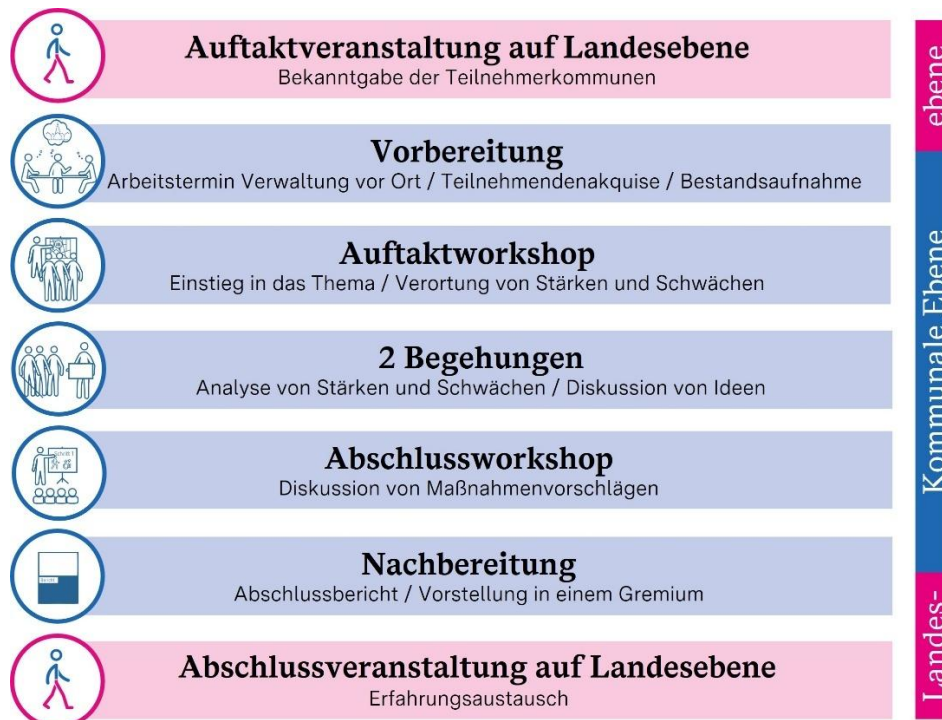 Auftaktveranstaltung auf Landesebene
Bekanntgabe der Teilnehmerkommunen
Vorbereitung
Arbeitstermin Verwaltung vor Ort / Teilnehmendenakquise / Bestandsaufnahme
Auftaktworkshop
Einstieg in das Thema / Verortung von Stärken und Schwächen
2 Begehungen
Analyse von Stärken und Schwächen / Diskussion von Ideen
Abschlussworkshop
Diskussion von Maßnahmenvorschlägen
Nachbereitung
Abschlussbericht / Vorstellung in einem Gremium
Abschlussveranstaltung auf Landesebene
Erfahrungsaustausch
ebene
Kommunale Ebene
Landes-